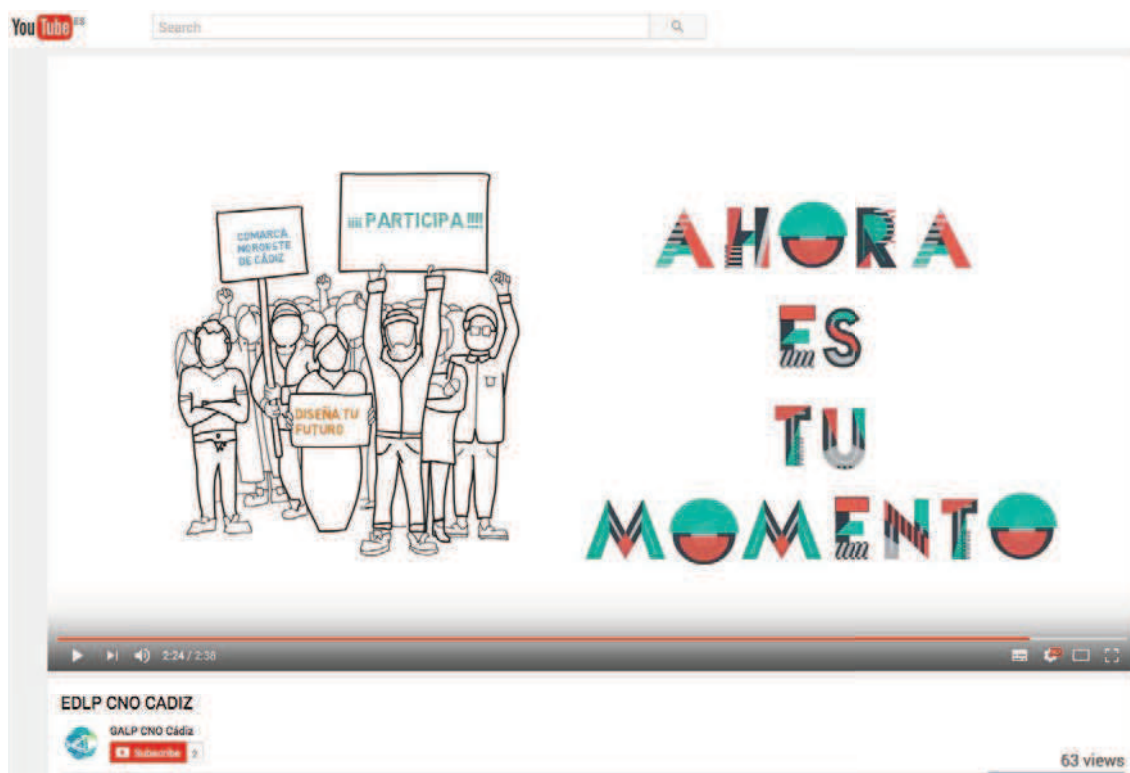 YouTube ES
Search
COMARCA
NOROESTE
DE CÁDIZ
¡¡¡¡ PARTICIPA !!!!
DISEÑA TU
FUTURO
AHORA
ES
TU
MOMENTO
2:24 / 2:38
EDLP CNO CADIZ
GALP CNO Cádiz
Subscribe 2
63 views